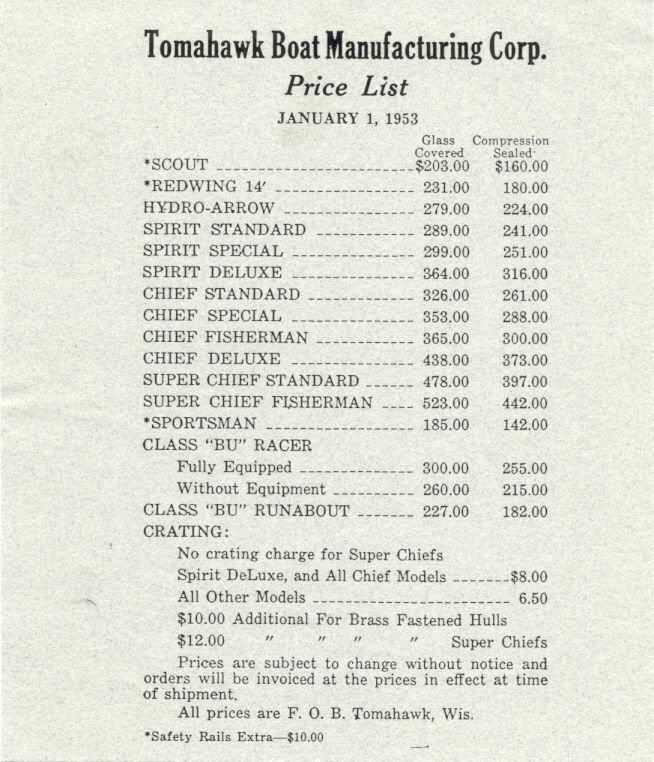 Tomahawk Boat Manufacturing Corp.
Price List
JANUARY 1, 1953
Glass Compression
Covered Sealed
*SCOUT $203.00 $160.00
*REDWING 14' 231.00 180.00
HYDRO-ARROW 279.00 224.00
SPIRIT STANDARD 289.00 241.00
SPIRIT SPECIAL 299.00 251.00
SPIRIT DELUXE 364.00 316.00
CHIEF STANDARD 326.00 261.00
CHIEF SPECIAL 353.00 288.00
CHIEF FISHERMAN 365.00 300.00
CHIEF DELUXE 438.00 373.00
SUPER CHIEF STANDARD 478.00 397.00
SUPER CHIEF FISHERMAN 523.00 442.00
*SPORTSMAN 185.00 142.00
CLASS "BU" RACER
Fully Equipped 300.00 255.00
Without Equipment 260.00 215.00
CLASS "BU" RUNABOUT 227.00 182.00
CRATING:
No crating charge for Super Chiefs
Spirit DeLuxe, and All Chief Models $8.00
All Other Models 6.50
$10.00 Additional For Brass Fastened Hulls
$12.00 " " " " Super Chiefs
Prices are subject to change without notice and
orders will be invoiced at the prices in effect at time
of shipment.
All prices are F. O. B. Tomahawk, Wis.
*Safety Rails Extra—$10.00